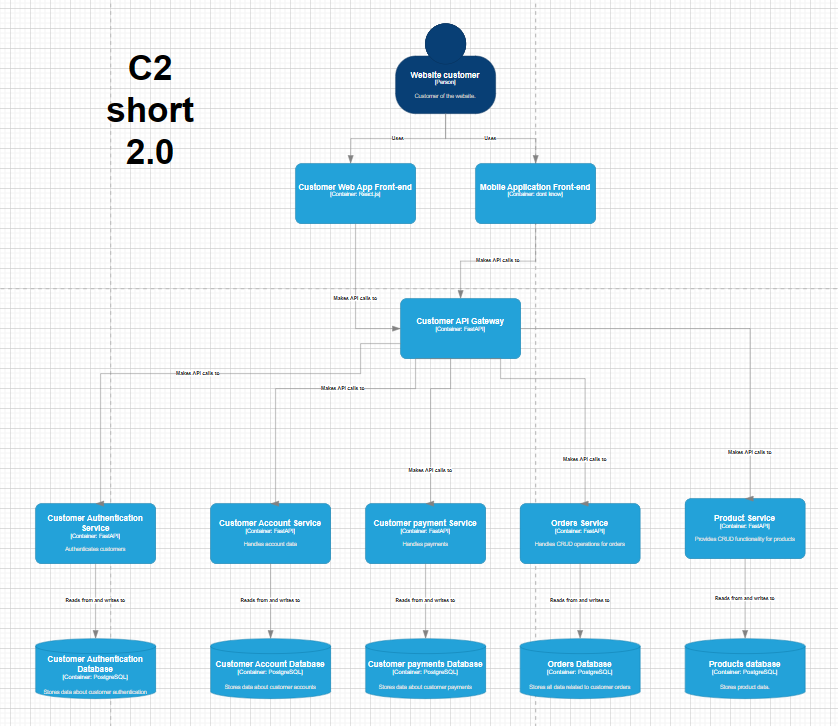 C2
short
2.0
Website customer
[Person]
Customer of the website.
Uses
Uses
Customer Web App Front-end
[Container: React.js]
Mobile Application Front-end
[Container: dont know]
Makes API calls to
Makes API calls to
Customer API Gateway
[Container: FastAPI]
Makes API calls to
Makes API calls to
Makes API calls to
Makes API calls to
Makes API calls to
Customer Authentication
Service
[Container: FastAPI]
Authenticates customers
Customer Account Service
[Container: FastAPI]
Handles account data
Customer payment Service
[Container: FastAPI]
Handles payments
Orders Service
[Container: FastAPI]
Handles CRUD operations for orders
Product Service
[Container: FastAPI]
Provides CRUD functionality for products
Reads from and writes to
Reads from and writes to
Reads from and writes to
Reads from and writes to
Reads from and writes to
Customer Authentication
Database
[Container: PostgreSQL]
Stores data about customer authentication
Customer Account Database
[Container: PostgreSQL]
Stores data about customer accounts
Customer payments Database
[Container: PostgreSQL]
Stores data about customer payments
Orders Database
[Container: PostgreSQL]
Stores all data related to customer orders
Products database
[Container: PostgreSQL]
Stores product data.